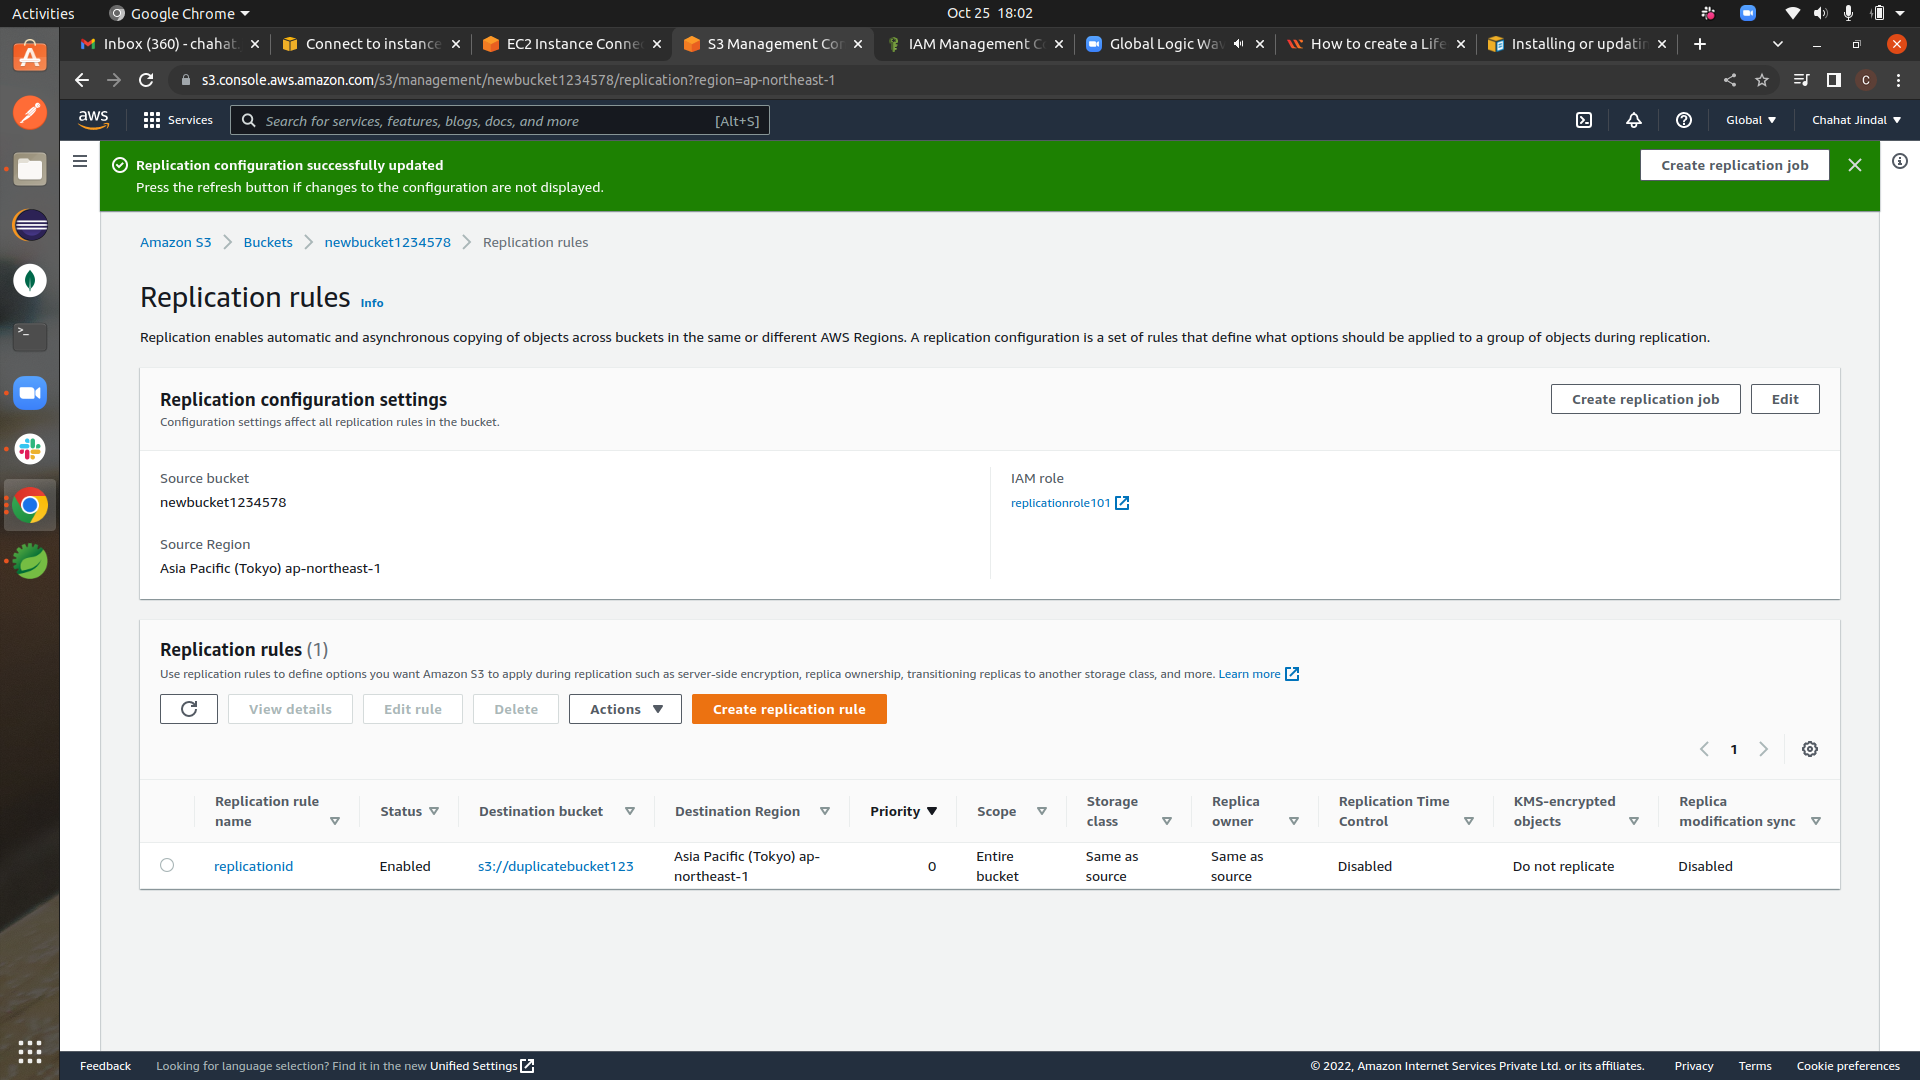 Activities
Google Chrome
Oct 25 18:02
Inbox (360) - chahat
Connect to instance
EC2 Instance Conne
S3 Management Con
IAM Management C
Global Logic Wav
How to create a Life
Installing or updatin
s3.console.aws.amazon.com/s3/management/newbucket1234578/replication?region=ap-northeast-1
C
aws
Services
Search for services, features, blogs, docs, and more
[Alt+S]
Global
Chahat Jindal
Replication configuration successfully updated
Press the refresh button if changes to the configuration are not displayed.
Create replication job
Amazon S3
Buckets
newbucket1234578
Replication rules
Replication rules Info
Replication enables automatic and asynchronous copying of objects across buckets in the same or different AWS Regions. A replication configuration is a set of rules that define what options should be applied to a group of objects during replication.
Replication configuration settings
Configuration settings affect all replication rules in the bucket.
Create replication job
Edit
Source bucket
newbucket1234578
Source Region
Asia Pacific (Tokyo) ap-northeast-1
IAM role
replicationrole101
Replication rules (1)
Use replication rules to define options you want Amazon S3 to apply during replication such as server-side encryption, replica ownership, transitioning replicas to another storage class, and more. Learn more
View details
Edit rule
Delete
Actions
Create replication rule
1
Replication rule
name
Status
Destination bucket
Destination Region
Priority
Scope
Storage
class
Replica
owner
Replication Time
Control
KMS-encrypted
objects
Replica
modification sync
replicationid
Enabled
s3://duplicatebucket123
Asia Pacific (Tokyo) ap-
northeast-1
0
Entire
bucket
Same as
source
Same as
source
Disabled
Do not replicate
Disabled
Feedback
Looking for language selection? Find it in the new Unified Settings
© 2022, Amazon Internet Services Private Ltd. or its affiliates.
Privacy
Terms
Cookie preferences